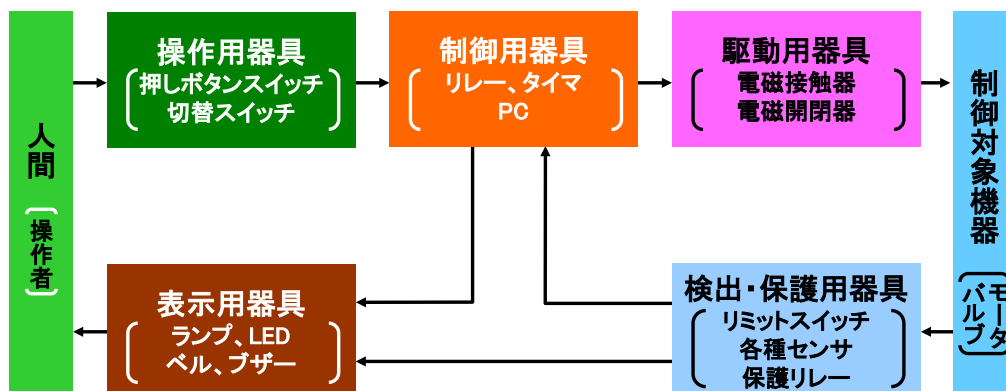 人間
(操作者)
操作用器具
押しボタンスイッチ
切替スイッチ
制御用器具
リレー、タイマ
PC
駆動用器具
電磁接触器
電磁開閉器
制御対象機器
モータ
バルブ
表示用器具
ランプ、LED
ベル、ブザー
検出・保護用器具
リミットスイッチ
各種センサ
保護リレー